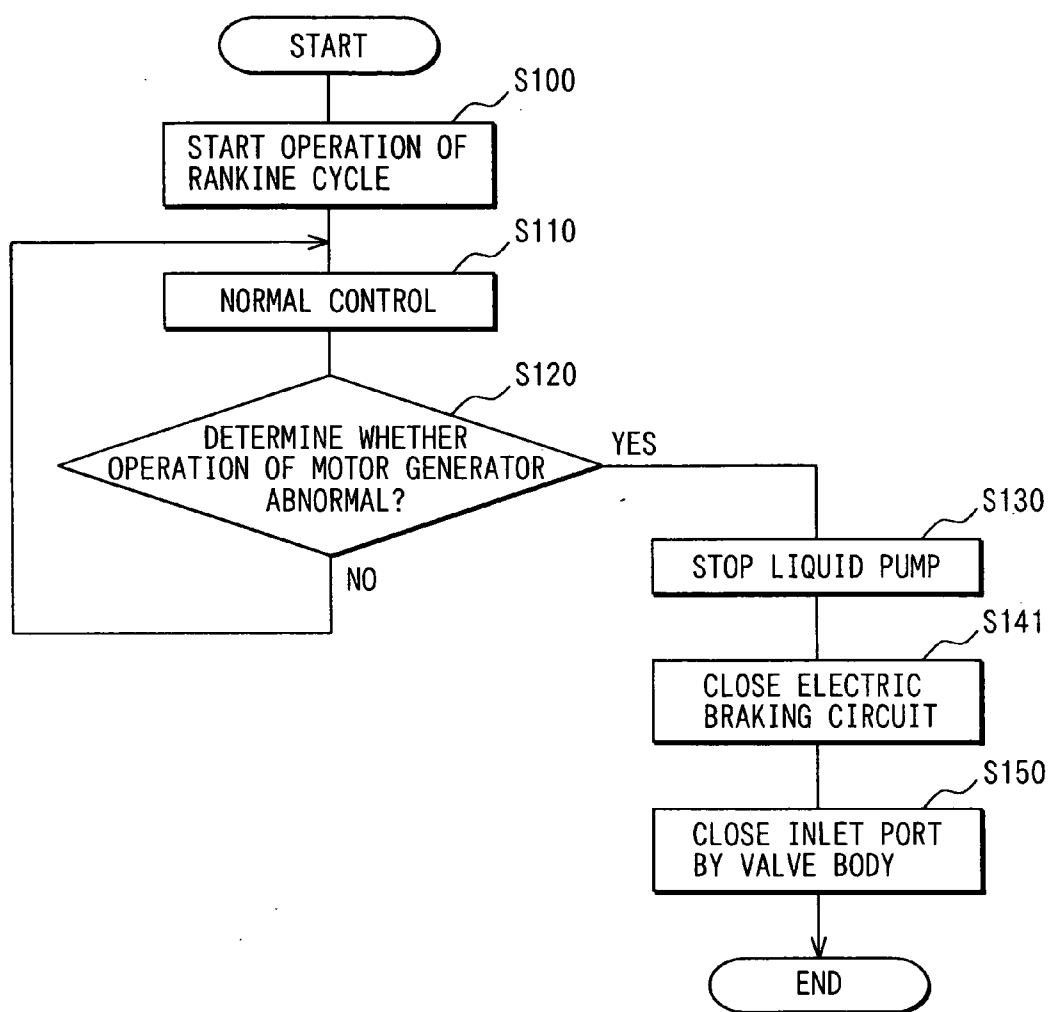 START
S100
START OPERATION OF
RANKINE CYCLE
S110
NORMAL CONTROL
S120
DETERMINE WHETHER
OPERATION OF MOTOR GENERATOR
ABNORMAL?
YES
NO
S130
STOP LIQUID PUMP
S141
CLOSE ELECTRIC
BRAKING CIRCUIT
S150
CLOSE INLET PORT
BY VALVE BODY
END